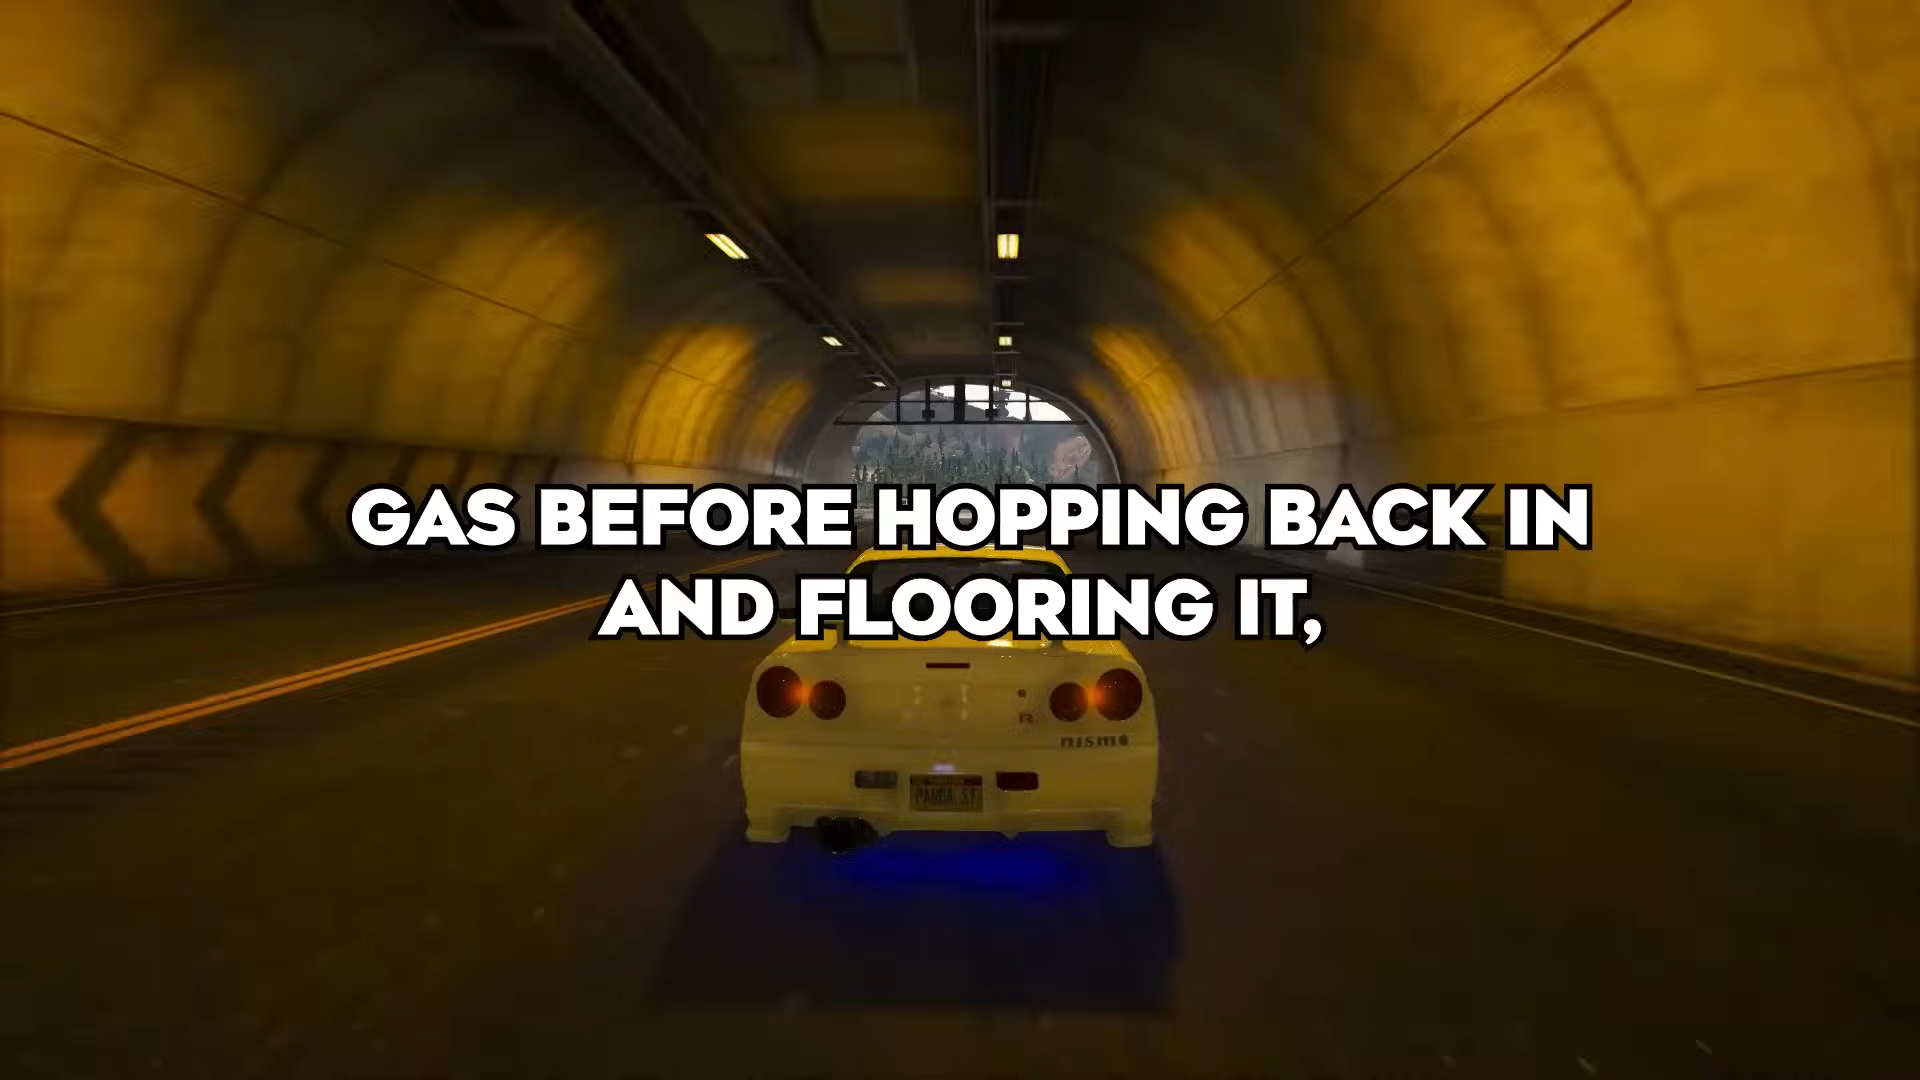 GAS BEFORE HOPPING BACK IN
AND FLOORING IT,
R
nismo
PANDA ST